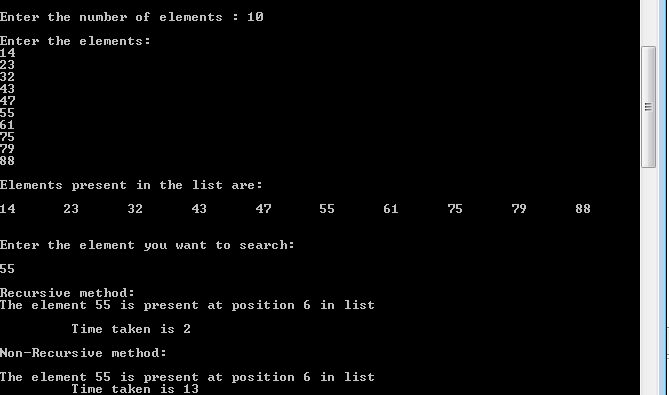 Enter the number of elements : 10
Enter the elements:
14
23
32
43
47
55
61
75
79
88
Elements present in the list are:
14 23 32 43 47 55 61 75 79 88
Enter the element you want to search:
55
Recursive method:
The element 55 is present at position 6 in list
Time taken is 2
Non-Recursive method:
The element 55 is present at position 6 in list
Time taken is 13